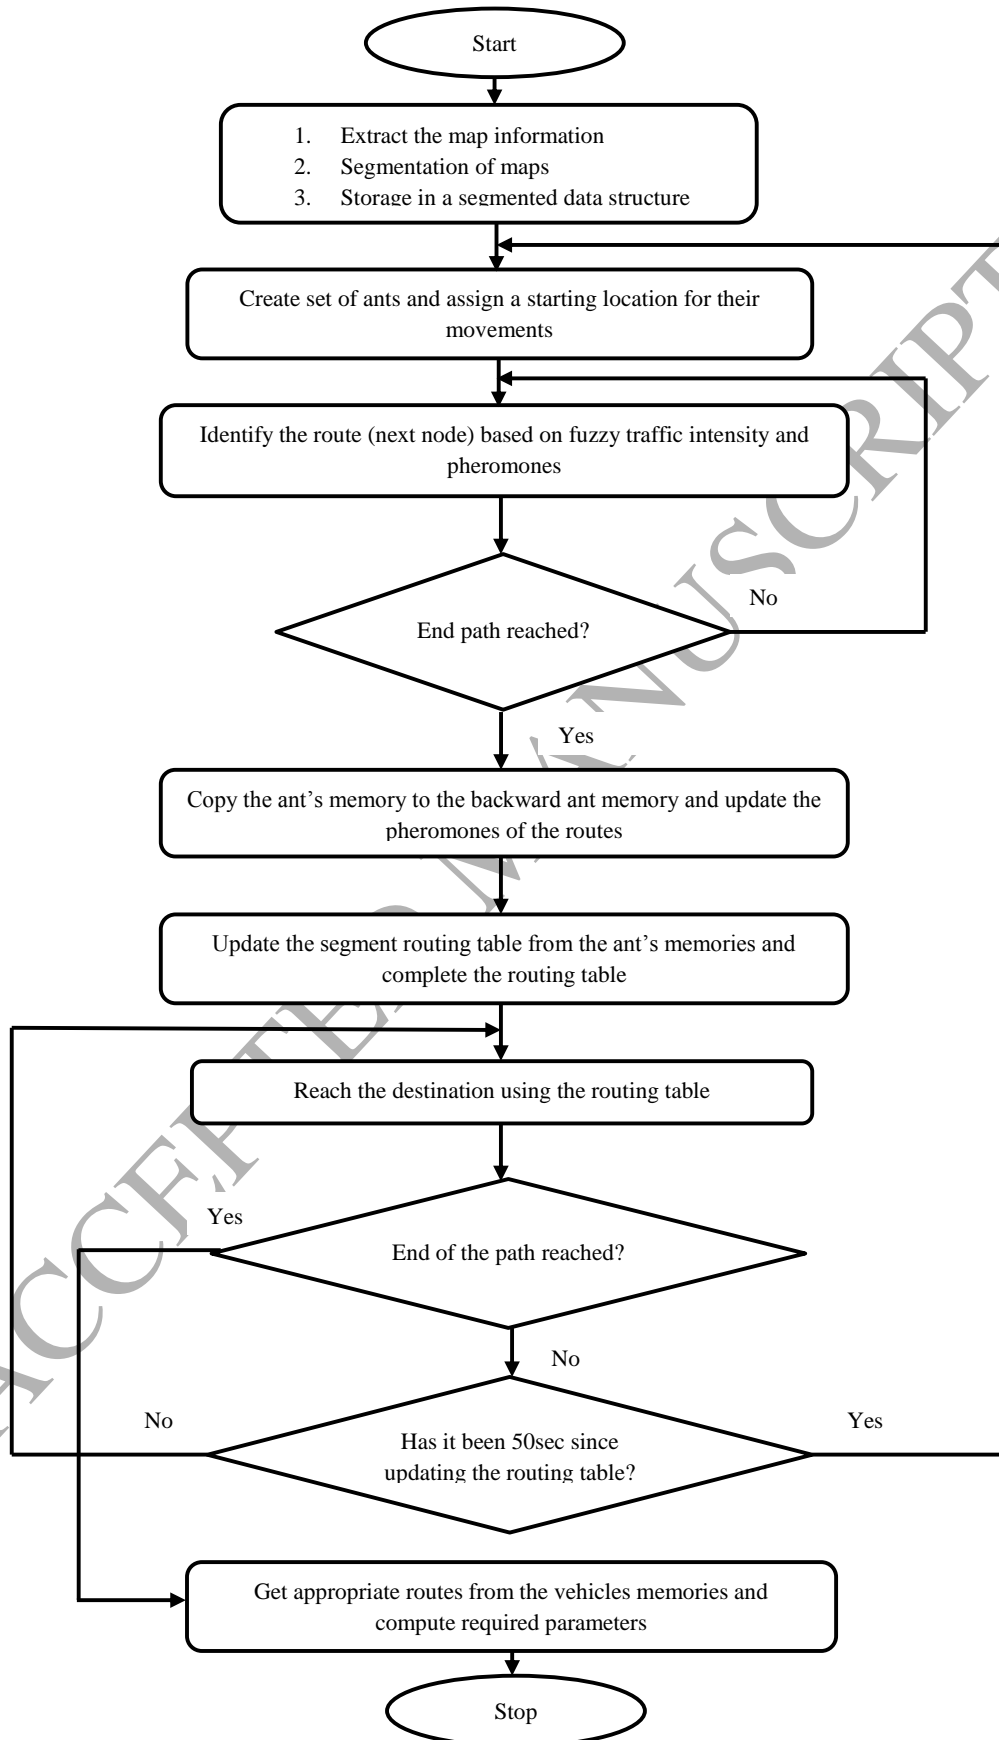 Start
1. Extract the map information
2. Segmentation of maps
3. Storage in a segmented data structure
Create set of ants and assign a starting location for their
movements
Identify the route (next node) based on fuzzy traffic intensity and
pheromones
No
End path reached?
Yes
Copy the ant's memory to the backward ant memory and update the
pheromones of the routes
Update the segment routing table from the ant's memories and
complete the routing table
Reach the destination using the routing table
Yes
End of the path reached?
No
No
Yes
Has it been 50sec since
updating the routing table?
Get appropriate routes from the vehicles memories and
compute required parameters
Stop
ACCEPTED MANUSCRIPT